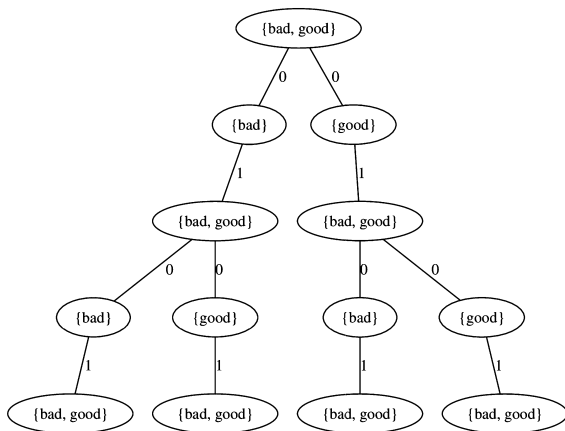 {bad, good}
0 0
{bad} {good}
1 1
{bad, good} {bad, good}
0 0 0 0
{bad} {good} {bad} {good}
1 1 1 1
{bad, good} {bad, good} {bad, good} {bad, good}